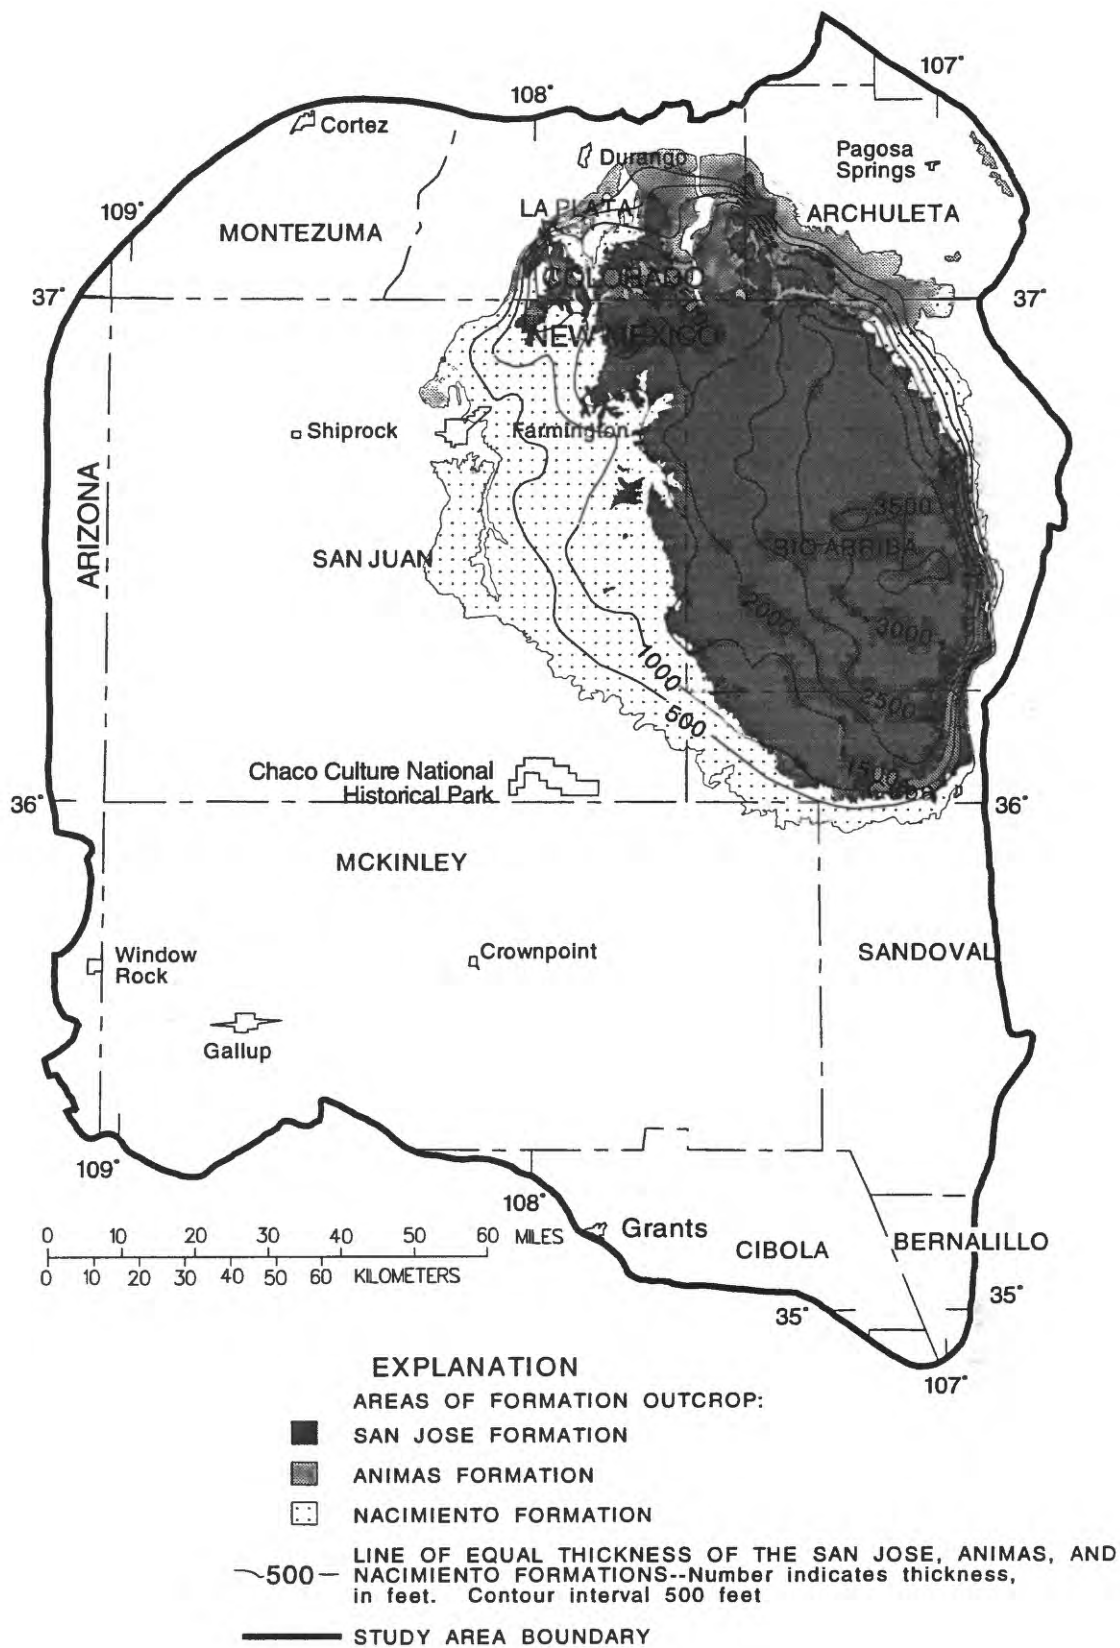 107°
108°
Cortez
Durango
Pagosa
Springs
109°
LA PLATA
ARCHULETA
MONTEZUMA
COLORADO
37°
37°
NEW MEXICO
Shiprock
Farmington
ARIZONA
3500
SAN JUAN
RIO ARRIBA
2000
3000
1000
2500
500
Chaco Culture National
Historical Park
1500
36°
36°
MCKINLEY
Window
Rock
Crownpoint
SANDOVAL
Gallup
109°
108°
0 10 20 30 40 50 60 MILES
0 10 20 30 40 50 60 KILOMETERS
Grants
CIBOLA
BERNALILLO
35°
35°
107°
EXPLANATION
AREAS OF FORMATION OUTCROP:
SAN JOSE FORMATION
ANIMAS FORMATION
NACIMIENTO FORMATION
500
LINE OF EQUAL THICKNESS OF THE SAN JOSE, ANIMAS, AND
NACIMIENTO FORMATIONS--Number indicates thickness,
in feet. Contour interval 500 feet
STUDY AREA BOUNDARY